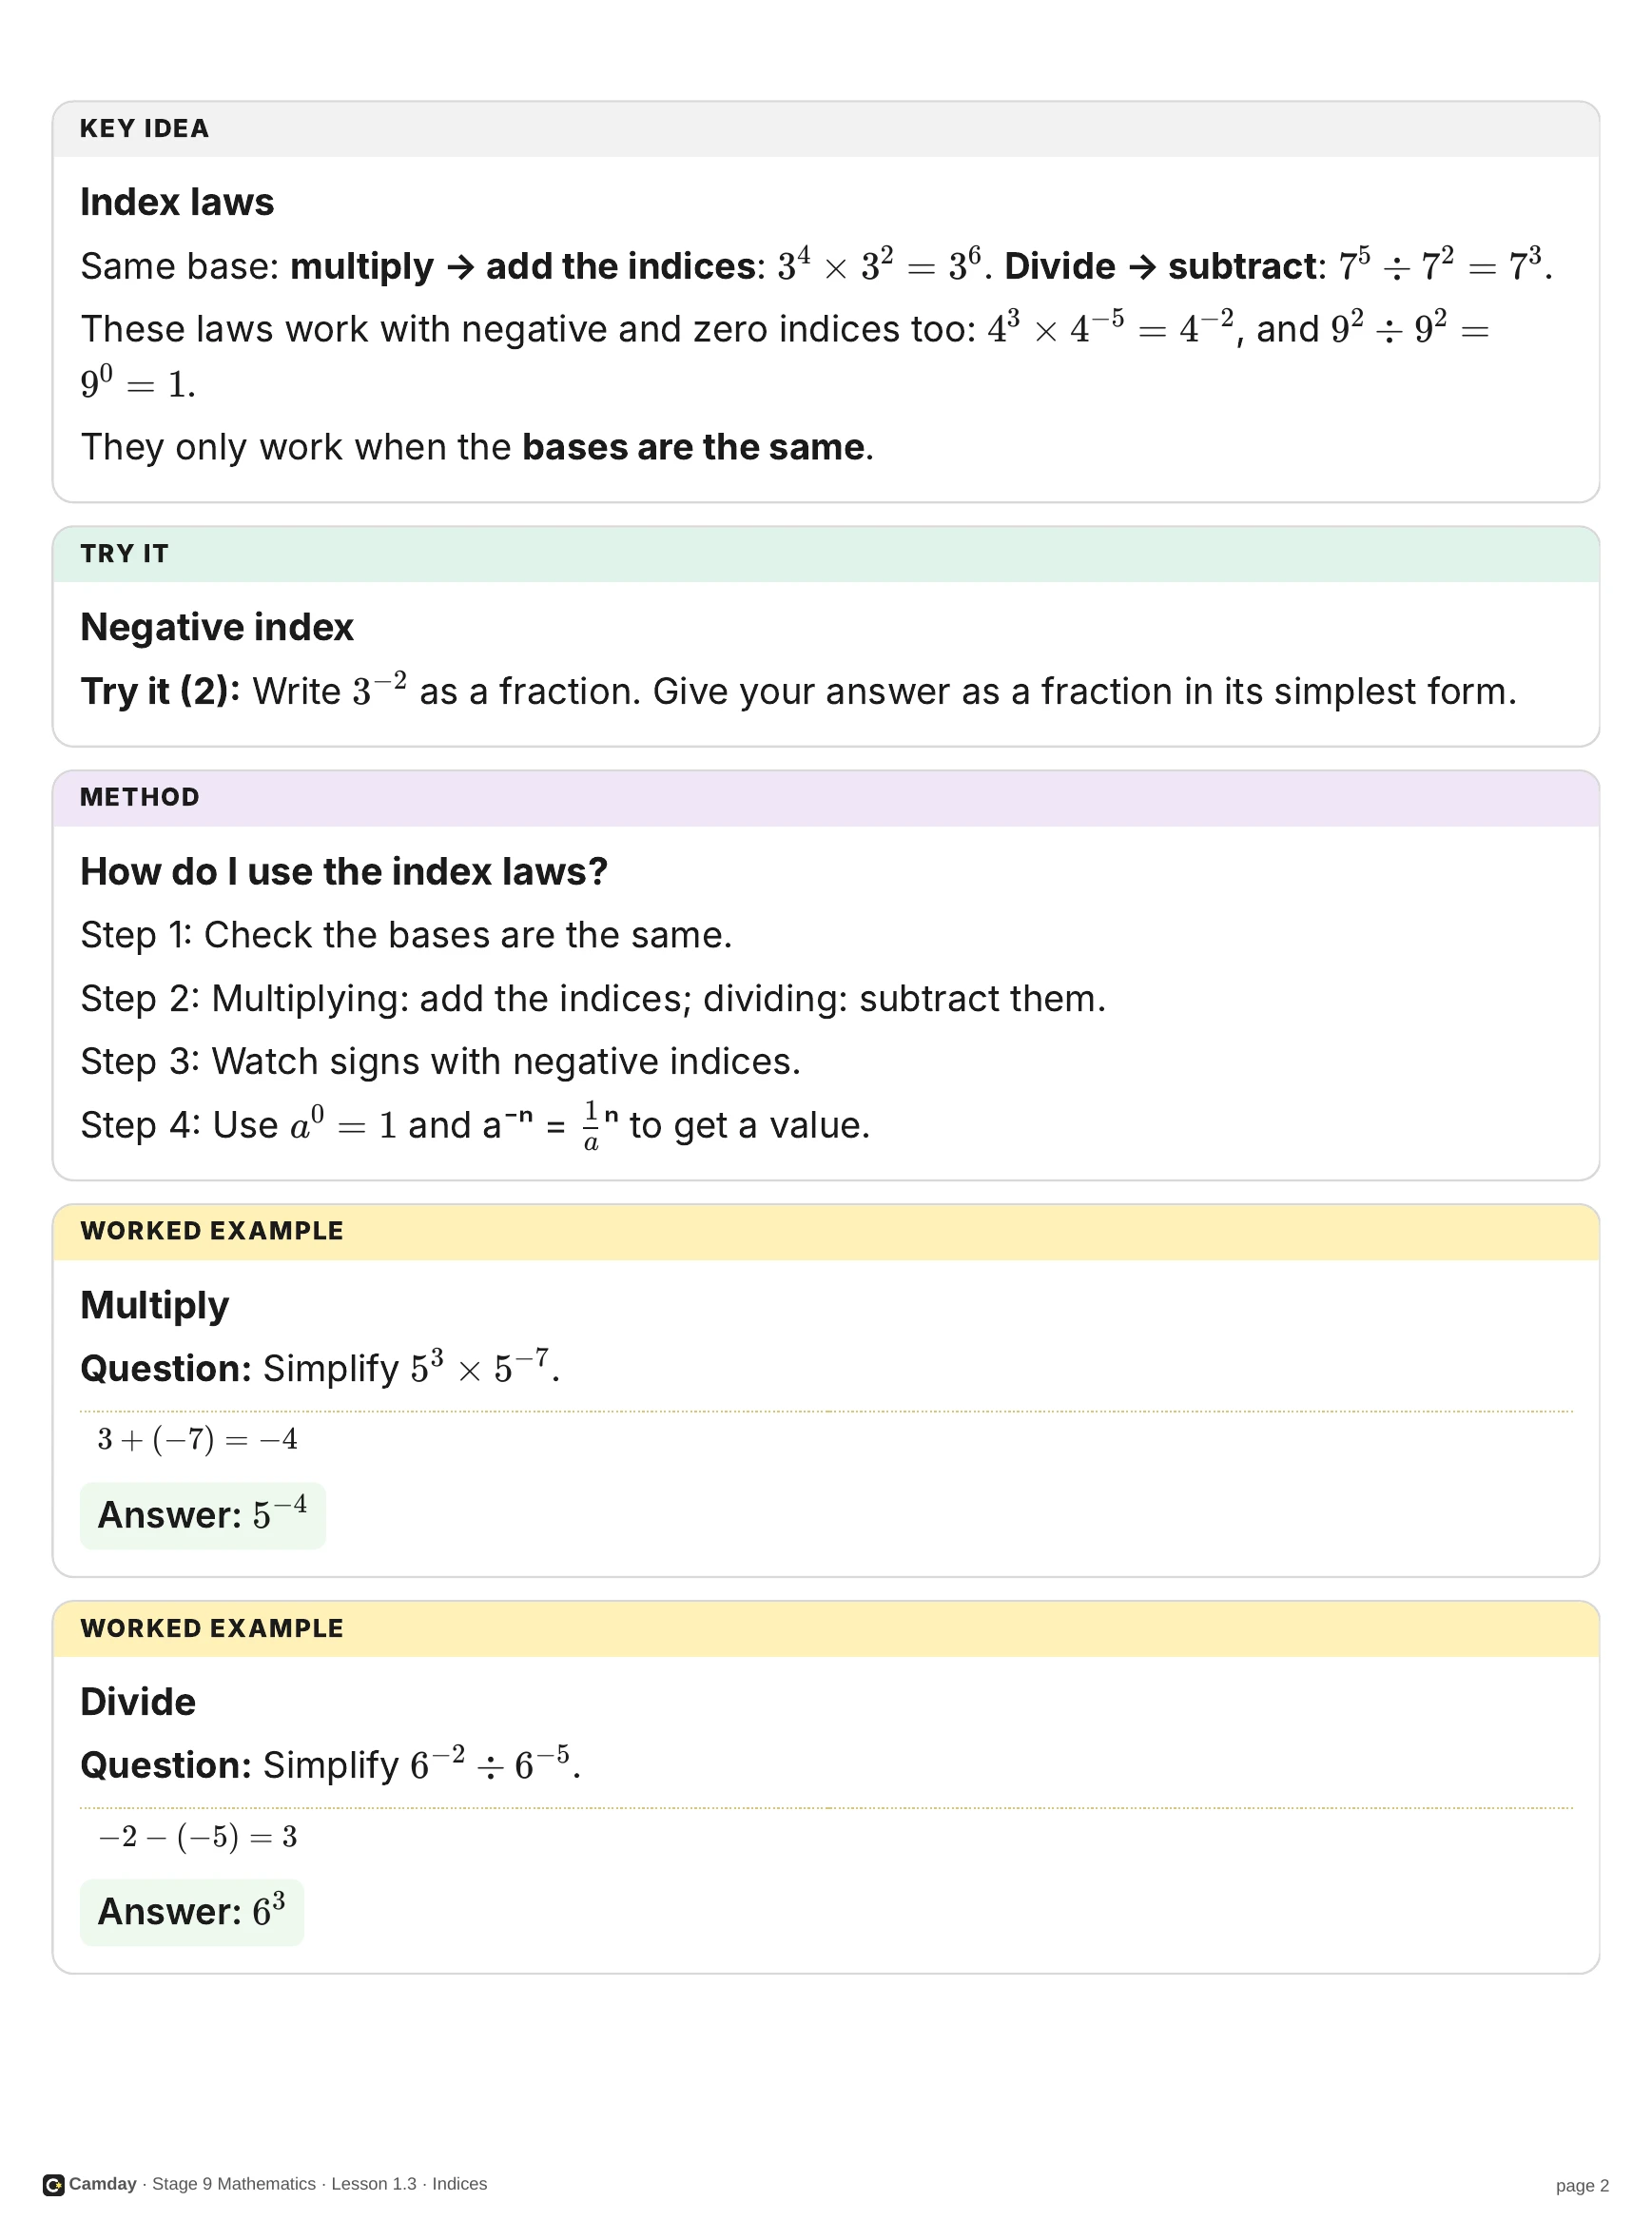 KEY IDEA
Index laws
Same base: multiply → add the indices: 3⁴ × 3² = 3⁶. Divide → subtract: 7⁵ ÷ 7² = 7³.
These laws work with negative and zero indices too: 4³ × 4⁻⁵ = 4⁻², and 9² ÷ 9² =
9⁰ = 1.
They only work when the bases are the same.
TRY IT
Negative index
Try it (2): Write 3⁻² as a fraction. Give your answer as a fraction in its simplest form.
METHOD
How do I use the index laws?
Step 1: Check the bases are the same.
Step 2: Multiplying: add the indices; dividing: subtract them.
Step 3: Watch signs with negative indices.
Step 4: Use a⁰ = 1 and a⁻ⁿ = 1/a ⁿ to get a value.
WORKED EXAMPLE
Multiply
Question: Simplify 5³ × 5⁻⁷.
3 + (−7) = −4
Answer: 5⁻⁴
WORKED EXAMPLE
Divide
Question: Simplify 6⁻² ÷ 6⁻⁵.
−2 − (−5) = 3
Answer: 6³
Camday · Stage 9 Mathematics · Lesson 1.3 · Indices
page 2